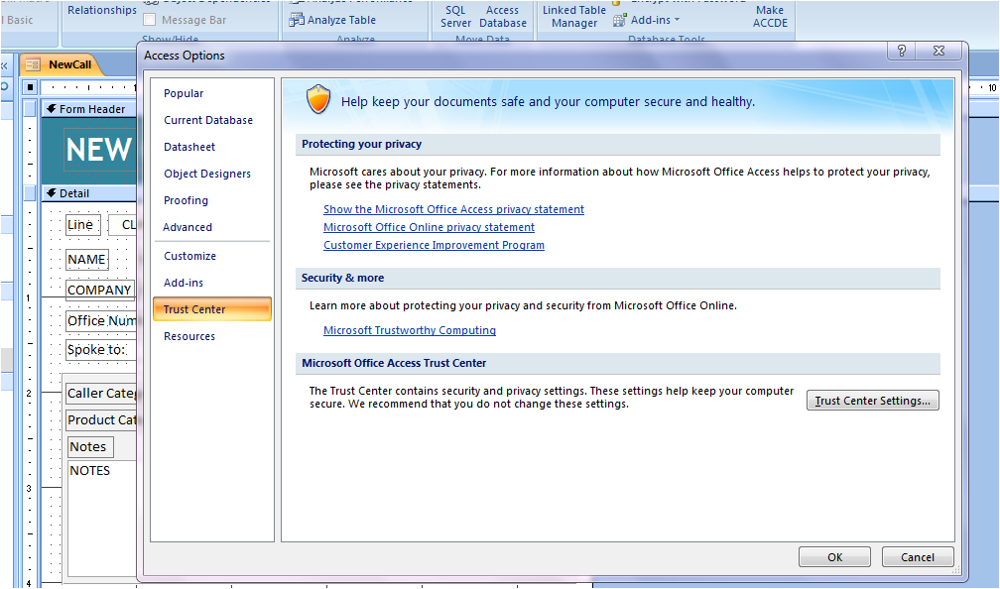 Relationships
l Basic
Message Bar
Show/Hide
Analyze Table
Analyze
SQL Server
Access Database
Move Data
Linked Table Manager
Add-ins
Database Tools
Make ACCDE
NewCall
Form Header
NEW
Detail
Line
CL
NAME
COMPANY
Office Num
Spoke to:
Caller Cate
Product Cat
Notes
NOTES
1
2
3
4
10
Access Options
?
Popular
Current Database
Datasheet
Object Designers
Proofing
Advanced
Customize
Add-ins
Trust Center
Resources
Help keep your documents safe and your computer secure and healthy.
Protecting your privacy
Microsoft cares about your privacy. For more information about how Microsoft Office Access helps to protect your privacy,
please see the privacy statements.
Show the Microsoft Office Access privacy statement
Microsoft Office Online privacy statement
Customer Experience Improvement Program
Security & more
Learn more about protecting your privacy and security from Microsoft Office Online.
Microsoft Trustworthy Computing
Microsoft Office Access Trust Center
The Trust Center contains security and privacy settings. These settings help keep your computer
secure. We recommend that you do not change these settings.
Trust Center Settings...
OK
Cancel